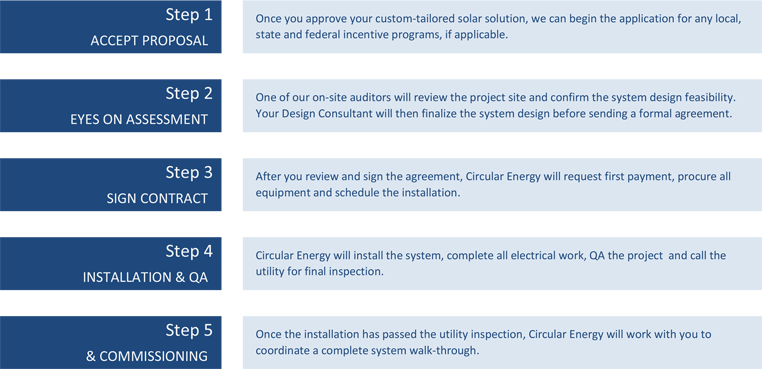 Step 1
ACCEPT PROPOSAL
Once you approve your custom-tailored solar solution, we can begin the application for any local,
state and federal incentive programs, if applicable.
Step 2
EYES ON ASSESSMENT
One of our on-site auditors will review the project site and confirm the system design feasibility.
Your Design Consultant will then finalize the system design before sending a formal agreement.
Step 3
SIGN CONTRACT
After you review and sign the agreement, Circular Energy will request first payment, procure all
equipment and schedule the installation.
Step 4
INSTALLATION & QA
Circular Energy will install the system, complete all electrical work, QA the project  and call the
utility for final inspection.
Step 5
& COMMISSIONING
Once the installation has passed the utility inspection, Circular Energy will work with you to
coordinate a complete system walk-through.